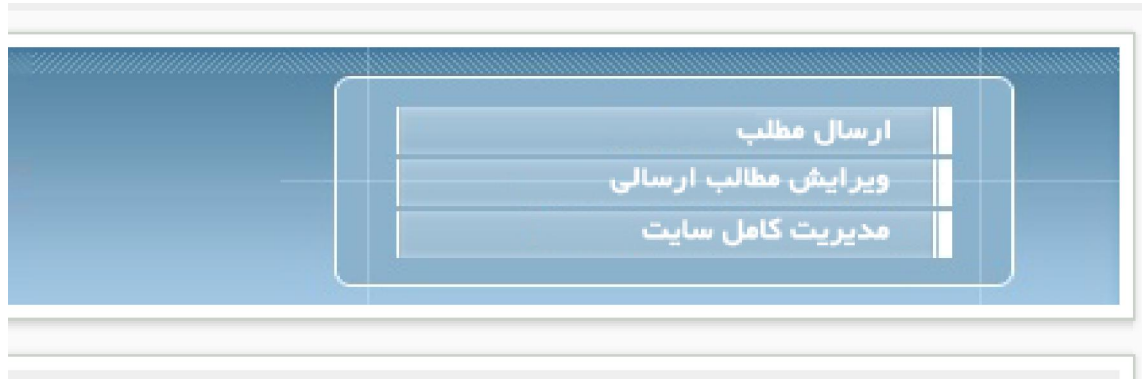 ارسال مطلب
ویرایش مطالب ارسالی
مدیریت کامل سایت